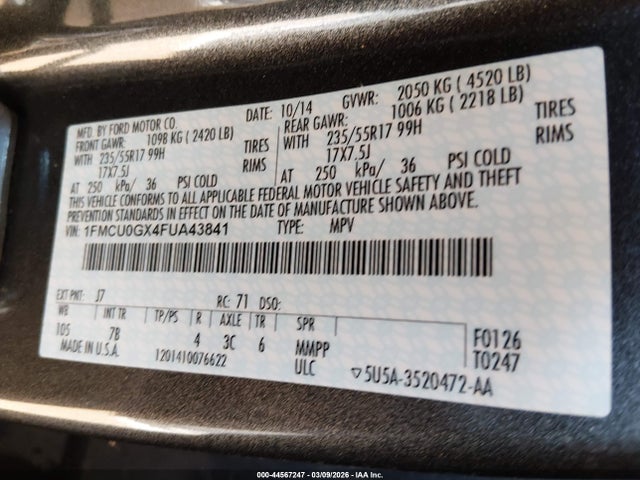 MFD. BY FORD MOTOR CO.
DATE: 10/14 GVWR: 2050 KG ( 4520 LB)
FRONT GAWR: 1098 KG ( 2420 LB) REAR GAWR: 1006 KG ( 2218 LB)
WITH 235/55R17 99H TIRES WITH 235/55R17 99H TIRES
17X7.5J RIMS 17X7.5J RIMS
AT 250 kPa/ 36 PSI COLD AT 250 kPa/ 36 PSI COLD
THIS VEHICLE CONFORMS TO ALL APPLICABLE FEDERAL MOTOR VEHICLE SAFETY AND THEFT
PREVENTION STANDARDS IN EFFECT ON THE DATE OF MANUFACTURE SHOWN ABOVE.
VIN: 1FMCU0GX4FUA43841 TYPE: MPV
EXT PNT: J7 RC: 71 DSO:
WB INT TR TP/PS R AXLE TR SPR F0126
105 7B 4 3C 6 MMPP T0247
MADE IN U.S.A. 1201410076622 ULC ▽5U5A-3520472-AA
000-44567247 | 03/09/2026 - IAA Inc.